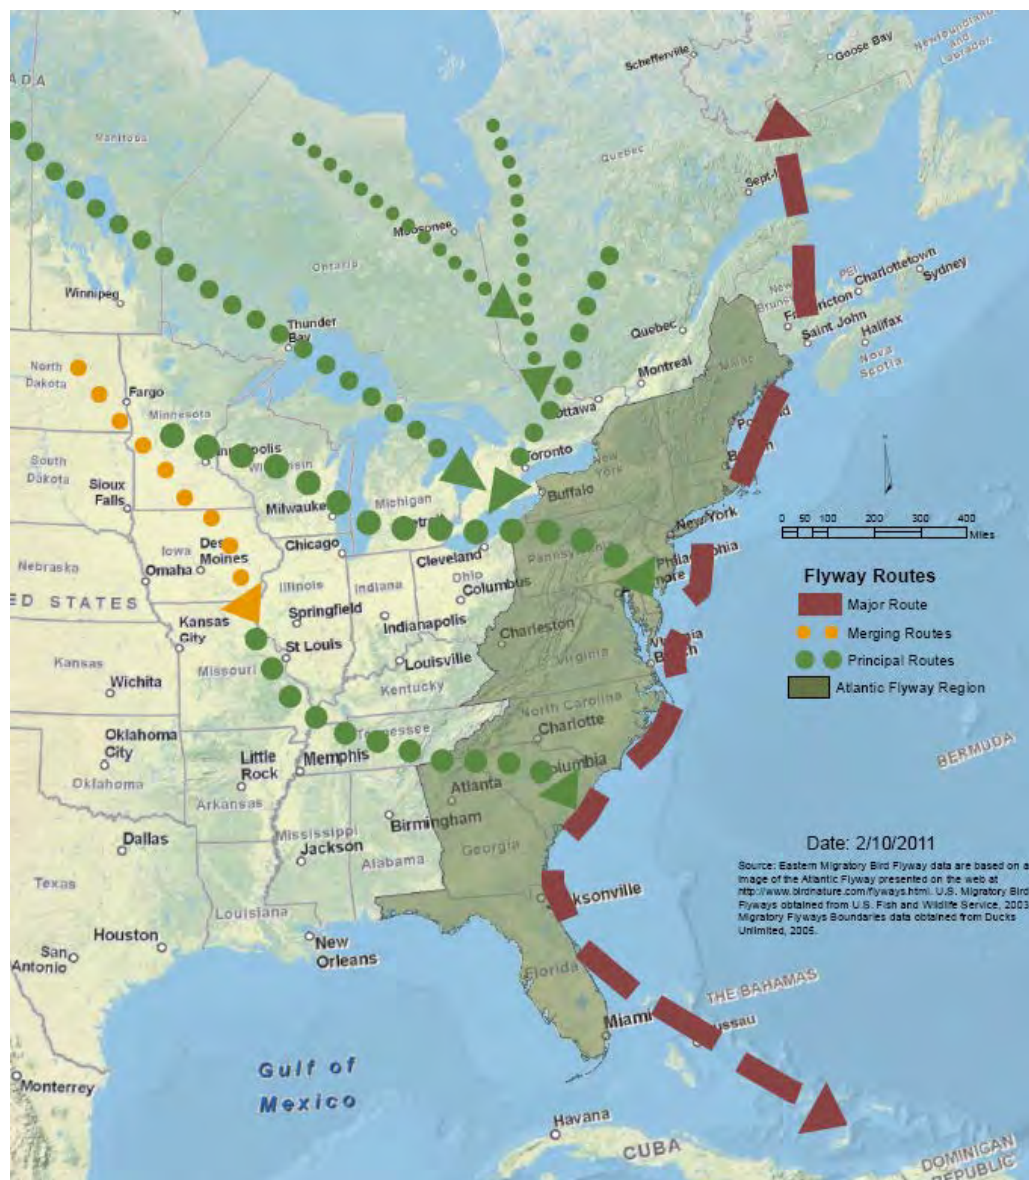 Goose Bay
Newfoundland
and
Labrador
Schefferville
ADA
Manitoba
Quebec
Sept-I
Moosonee
Ontario
PEI
Charlottetown
Sydney
Winnipeg
New
Bruns
Fredericton
Saint John
Halifax
Nova
Scotia
Thunder
Bay
Quebec
Montreal
Maine
North
Dakota
Fargo
Minnesota
Ottawa
Toronto
New
York
Buffalo
South
Dakota
Sioux
Falls
Wisconsin
Milwaukee
Michigan
New York
Chicago
Cleveland
Pennsylvania
Philadelphia
more
Iowa
Des
Moines
Omaha
Nebraska
Illinois
Indiana
Ohio
Columbus
ED STATES
Springfield
Indianapolis
Kansas
City
St Louis
Charleston
Virginia
Beach
Virginia
Kansas
Missouri
Louisville
Kentucky
Wichita
North Carolina
Charlotte
Tennessee
Oklahoma
City
Oklahoma
Little
Rock
Memphis
Columbia
Atlanta
Arkansas
Birmingham
Georgia
Mississippi
Jackson
Alabama
Dallas
Texas
Louisiana
cksonville
Houston
San
Antonio
New
Orleans
Florida
THE BAHAMAS
Miami
ssau
Gulf of
Mexico
Monterrey
Havana
CUBA
DOMINICAN
REPUBLIC
BERMUDA
0 50 100 200 300 400
Miles
Flyway Routes
Major Route
Merging Routes
Principal Routes
Atlantic Flyway Region
Date: 2/10/2011
Source: Eastern Migratory Bird Flyway data are based on a
image of the Atlantic Flyway presented on the web at
http://www.birdnature.com/flyways.html. U.S. Migratory Bird
Flyways obtained from U.S. Fish and Wildlife Service, 2003
Migratory Flyways Boundaries data obtained from Ducks
Unlimited, 2005.